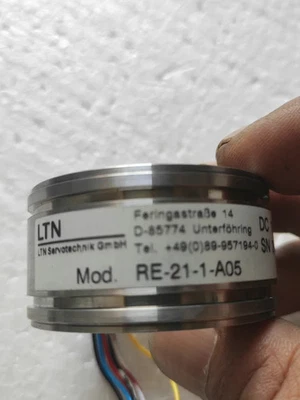 LTN
LTN Servotechnik GmbH
Feringastraße 14
D-85774 Unterföhring
Tel. +49(0)89-957194-0
DC
SN
Mod. RE-21-1-A05